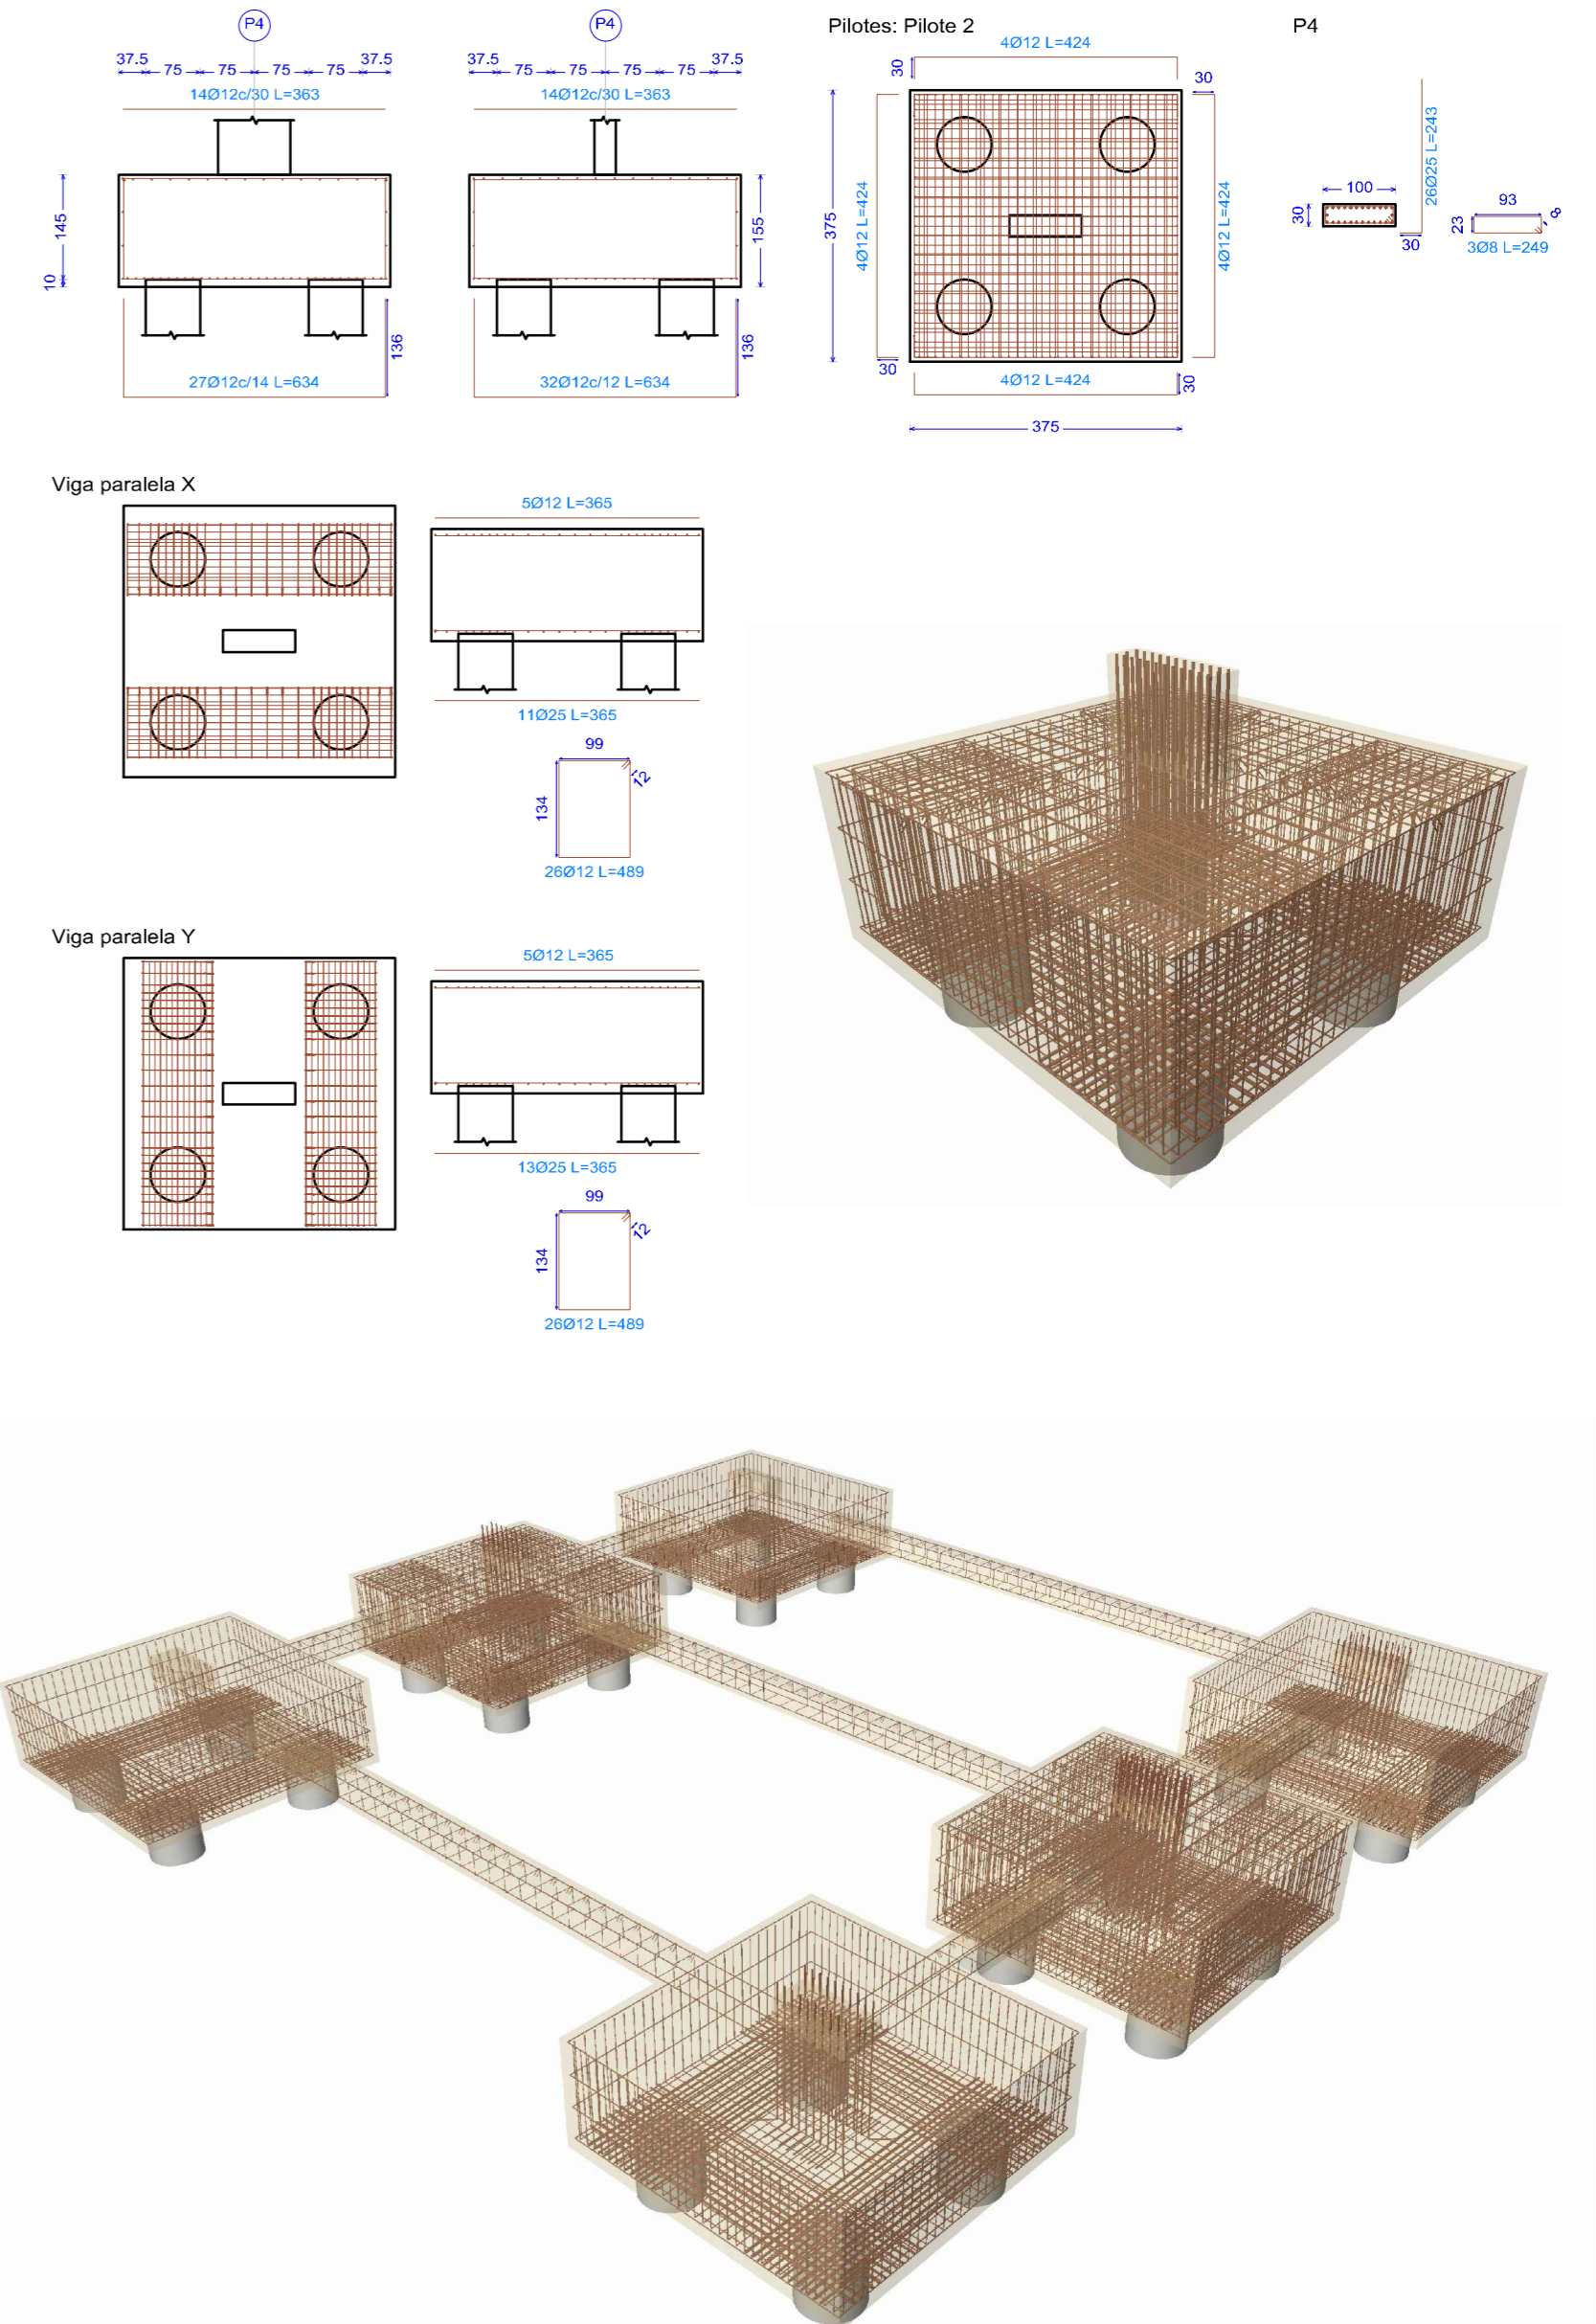 P4
37.5 75 75 75 75 37.5
14Ø12c/30 L=363
145
10
136
27Ø12c/14 L=634
P4
37.5 75 75 75 75 37.5
14Ø12c/30 L=363
155
136
32Ø12c/12 L=634
Pilotes: Pilote 2
4Ø12 L=424
30
30
375
4Ø12 L=424
4Ø12 L=424
30
4Ø12 L=424
30
375
P4
26Ø25 L=243
100
30
30
93
23
8
3Ø8 L=249
Viga paralela X
5Ø12 L=365
11Ø25 L=365
99
134
12
26Ø12 L=489
Viga paralela Y
5Ø12 L=365
13Ø25 L=365
99
134
12
26Ø12 L=489